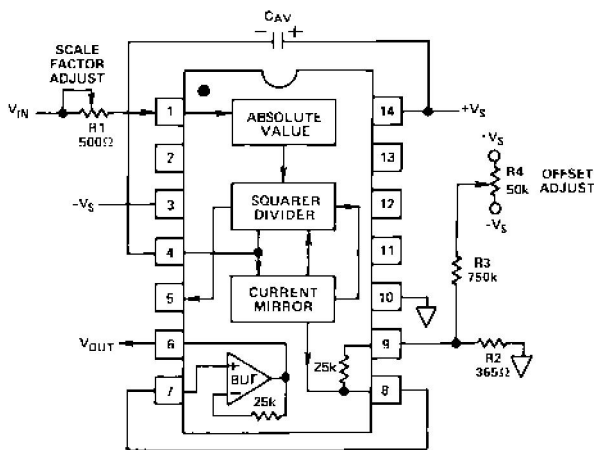 CAV
− +
SCALE
FACTOR
ADJUST
VIN
R1
500Ω
1
ABSOLUTE
VALUE
14
+VS
2
13
-VS
R4
50k
OFFSET
ADJUST
-VS
-VS
3
SQUARER
DIVIDER
12
4
11
R3
750k
5
CURRENT
MIRROR
10
VOUT
6
9
25k
R2
365Ω
7
+
BUF
−
25k
8